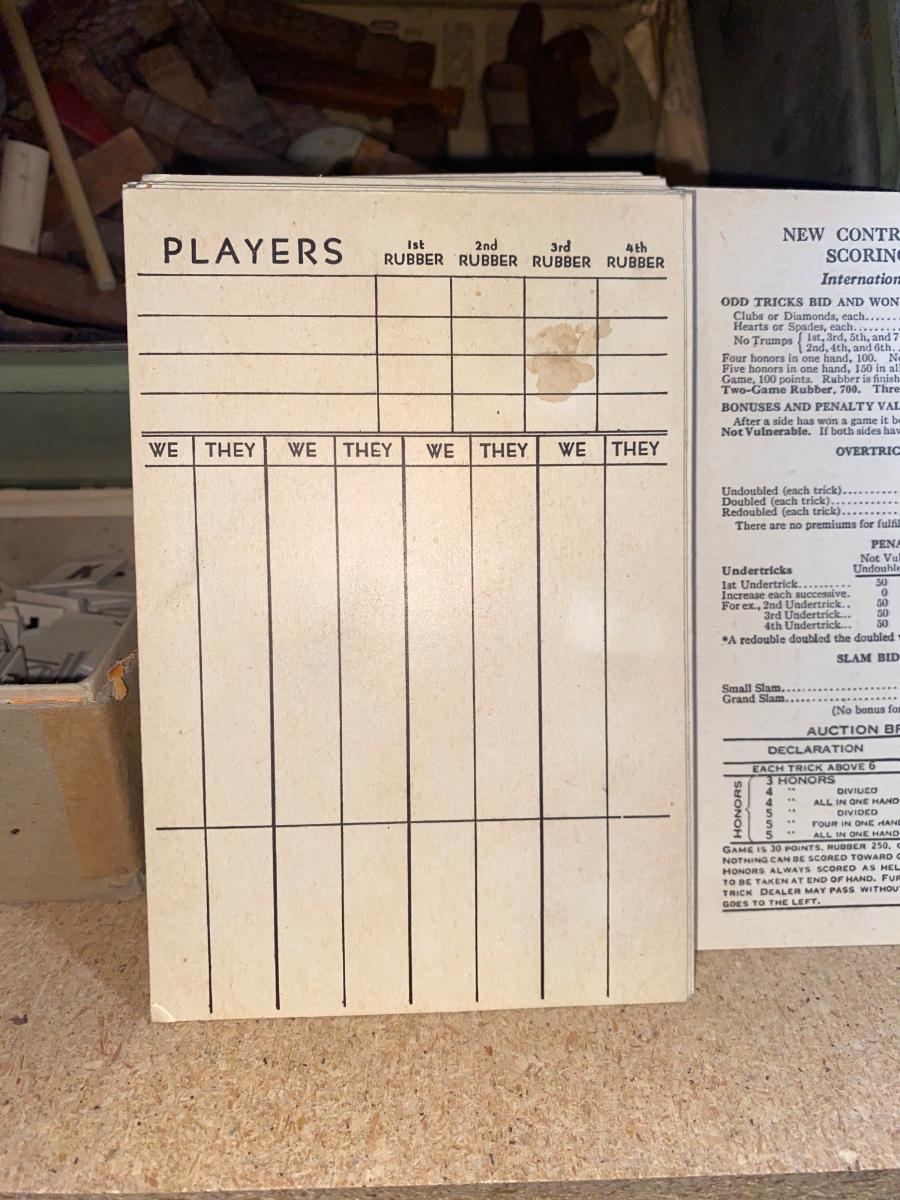 PLAYERS 1st RUBBER 2nd RUBBER 3rd RUBBER 4th RUBBER
WE THEY WE THEY WE THEY WE THEY
NEW CONTR
SCORING
Internation
ODD TRICKS BID AND WON
Clubs or Diamonds, each.......
Hearts or Spades, each.........
No Trumps { 1st, 3rd, 5th, and 7
2nd, 4th, and 6th..
Four honors in one hand, 100. No
Five honors in one hand, 150 in all
Game, 100 points. Rubber is finish
Two-Game Rubber, 700. Thre
BONUSES AND PENALTY VAL
After a side has won a game it be
Not Vulnerable. If both sides hav
OVERTRIC
Undoubled (each trick)...........
Doubled (each trick).............
Redoubled (each trick)...........
There are no premiums for fulfil
PENA
Not Vul
Undertricks Undouble
1st Undertrick.......... 50
Increase each successive. 0
For ex., 2nd Undertrick.. 50
3rd Undertrick... 50
4th Undertrick... 50
*A redouble doubled the doubled v
SLAM BID
Small Slam.....................
Grand Slam.....................
(No bonus for
AUCTION BR
DECLARATION
EACH TRICK ABOVE 6
HONORS
3 HONORS
4 " DIVIDED
4 " ALL IN ONE HAND
5 " DIVIDED
5 " FOUR IN ONE HAND
5 " ALL IN ONE HAND
GAME IS 30 POINTS. RUBBER 250.
NOTHING CAN BE SCORED TOWARD G
HONORS ALWAYS SCORED AS HEL
TO BE TAKEN AT END OF HAND. FUR
TRICK DEALER MAY PASS WITHOU
GOES TO THE LEFT.